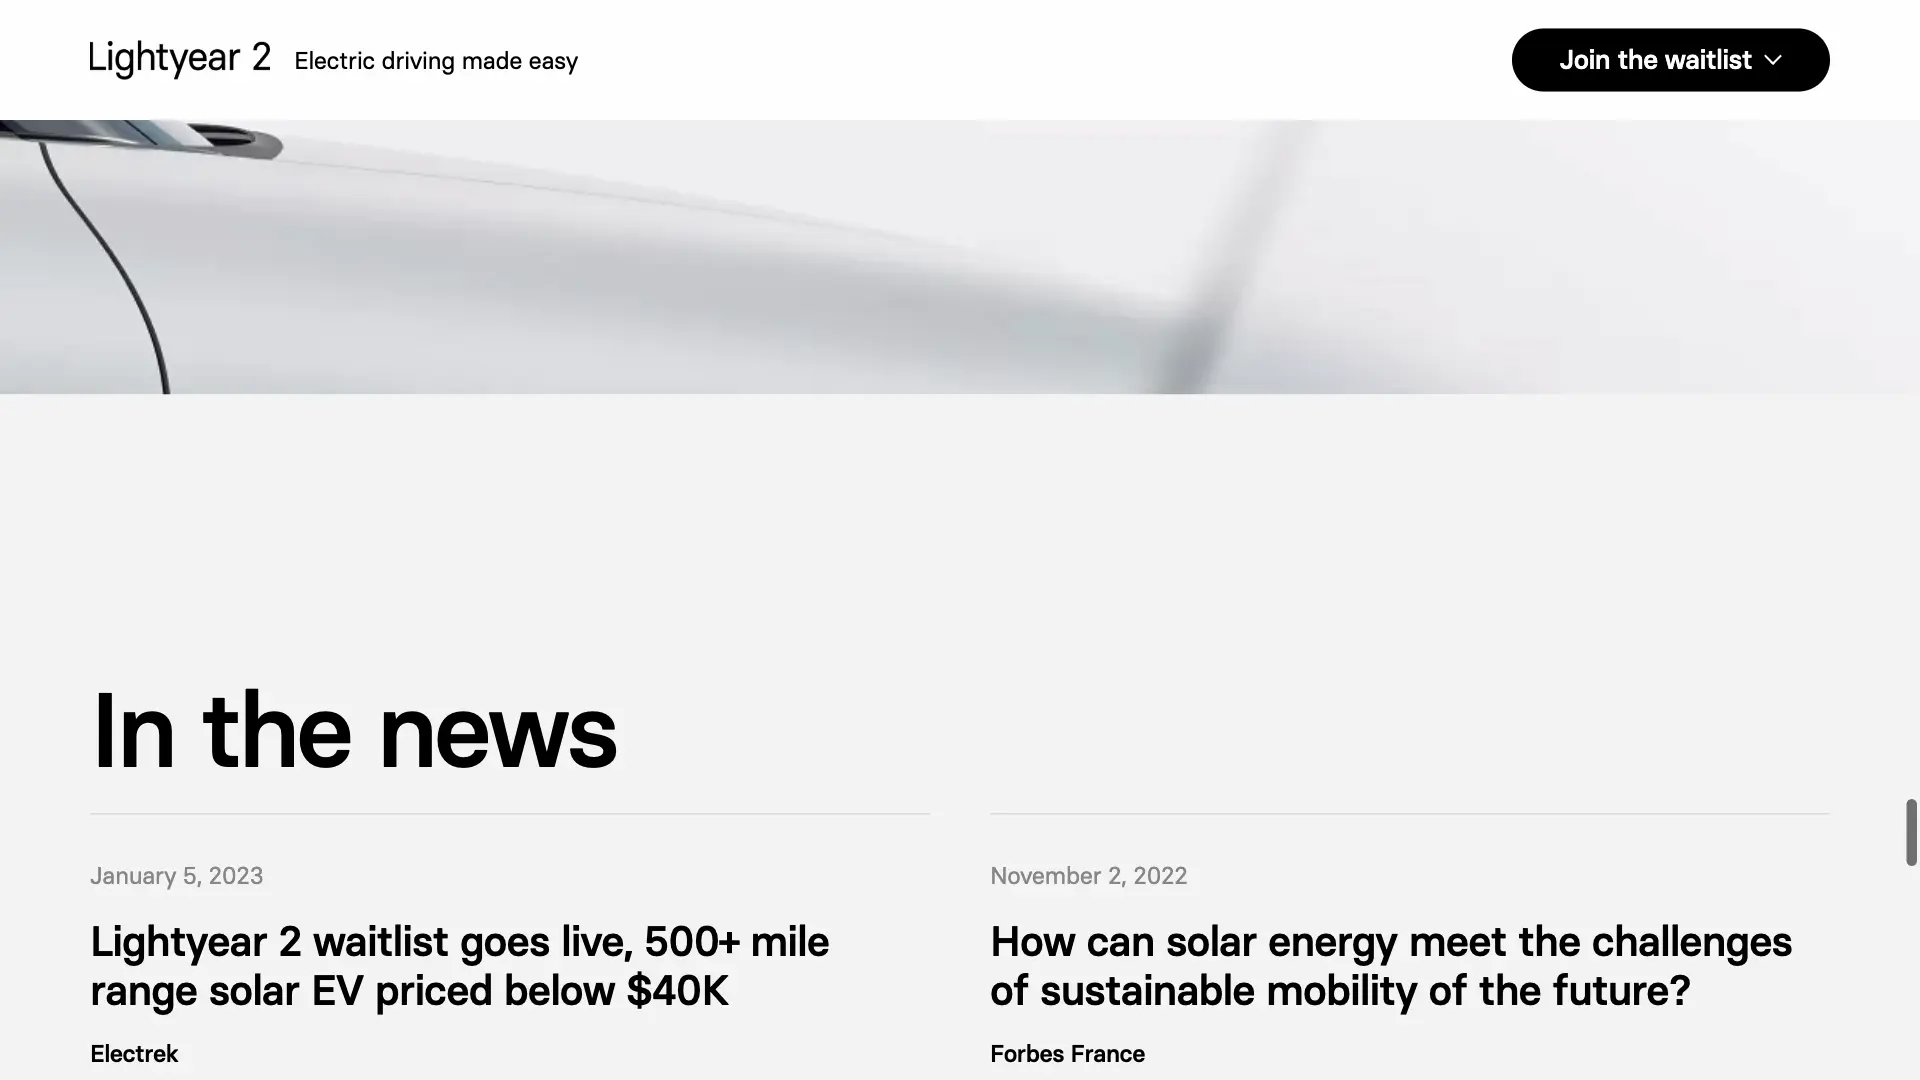 Lightyear 2 Electric driving made easy
Join the waitlist
In the news
January 5, 2023
Lightyear 2 waitlist goes live, 500+ mile
range solar EV priced below $40K
Electrek
November 2, 2022
How can solar energy meet the challenges
of sustainable mobility of the future?
Forbes France